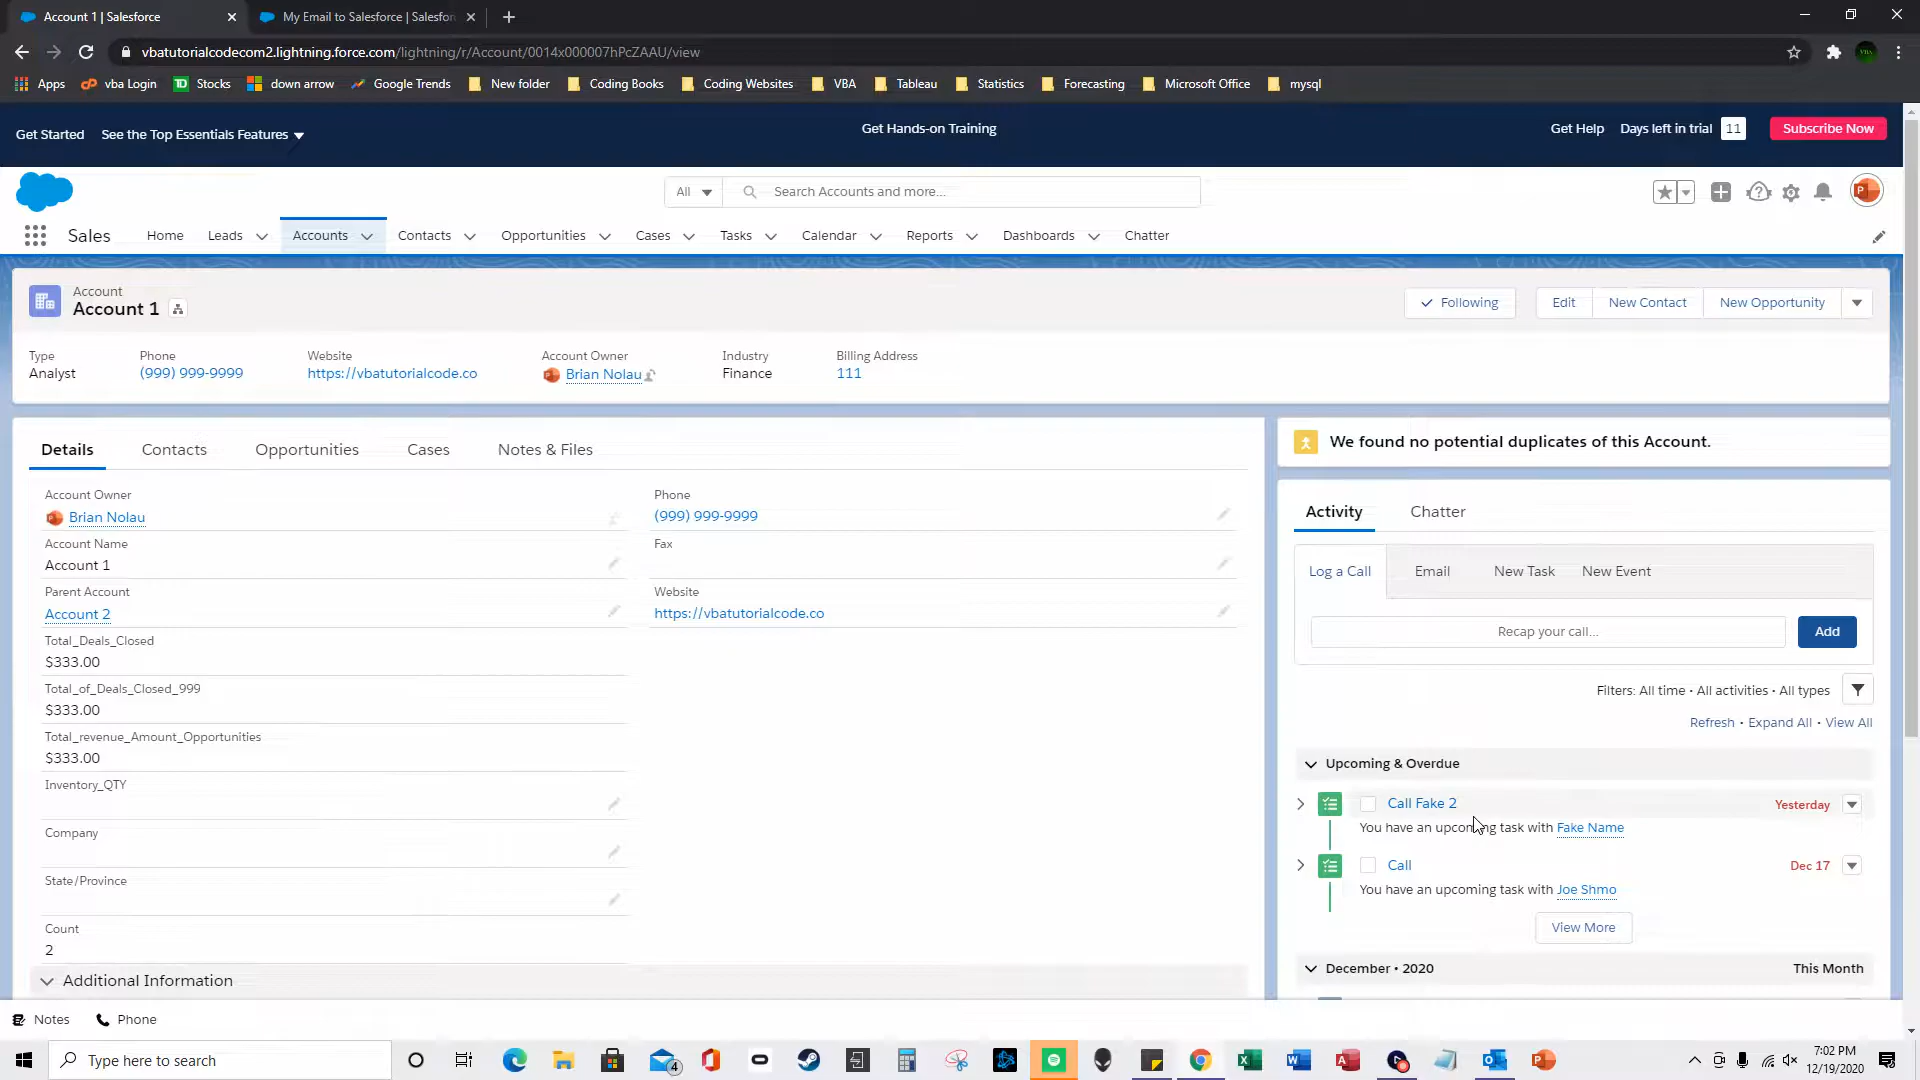 Account 1 | Salesforce
My Email to Salesforce | Salesfor
vbatutorialcodecom2.lightning.force.com/lightning/r/Account/0014x000007hPcZAAU/view
Apps vba Login Stocks down arrow Google Trends New folder Coding Books Coding Websites VBA Tableau Statistics Forecasting Microsoft Office mysql
Get Started See the Top Essentials Features
Get Hands-on Training
Get Help Days left in trial 11 Subscribe Now
All Search Accounts and more...
Sales Home Leads Accounts Contacts Opportunities Cases Tasks Calendar Reports Dashboards Chatter
Account
Account 1
Following Edit New Contact New Opportunity
Type Phone Website Account Owner Industry Billing Address
Analyst (999) 999-9999 https://vbatutorialcode.co Brian Nolau Finance 111
Details Contacts Opportunities Cases Notes & Files
Account Owner
Brian Nolau
Account Name
Account 1
Parent Account
Account 2
Total_Deals_Closed
$333.00
Total_of_Deals_Closed_999
$333.00
Total_revenue_Amount_Opportunities
$333.00
Inventory_QTY
Company
State/Province
Count
2
Additional Information
Phone
(999) 999-9999
Fax
Website
https://vbatutorialcode.co
We found no potential duplicates of this Account.
Activity Chatter
Log a Call Email New Task New Event
Recap your call... Add
Filters: All time • All activities • All types
Refresh • Expand All • View All
Upcoming & Overdue
Call Fake 2 Yesterday
You have an upcoming task with Fake Name
Call Dec 17
You have an upcoming task with Joe Shmo
View More
December • 2020 This Month
Notes Phone
Type here to search
4
7:02 PM
12/19/2020